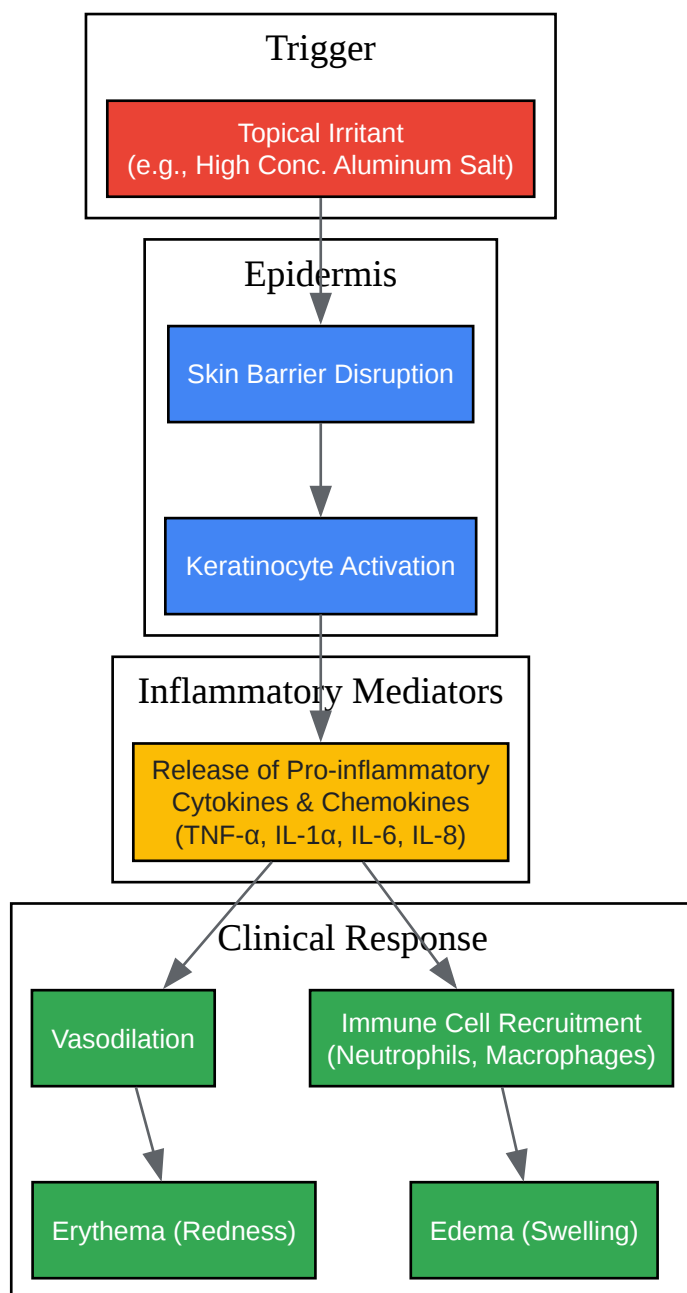 Trigger
Topical Irritant
(e.g., High Conc. Aluminum Salt)
Epidermis
Skin Barrier Disruption
Keratinocyte Activation
Inflammatory Mediators
Release of Pro-inflammatory
Cytokines & Chemokines
(TNF-α, IL-1α, IL-6, IL-8)
Clinical Response
Vasodilation
Immune Cell Recruitment
(Neutrophils, Macrophages)
Erythema (Redness)
Edema (Swelling)